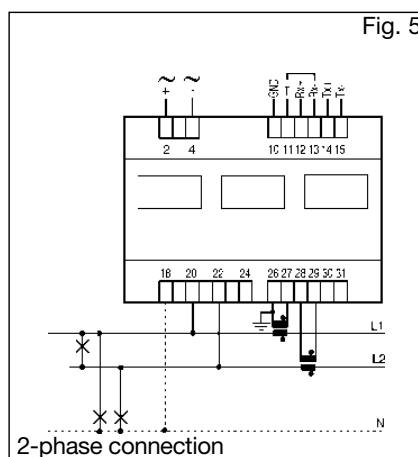 Fig. 5
~ ~
+ -
GND T Rx+ Rx- Tx+ Tx-
2 4 10 11 12 13 14 15
18 20 22 24 26 27 28 29 30 31
L1
L2
N
2-phase connection